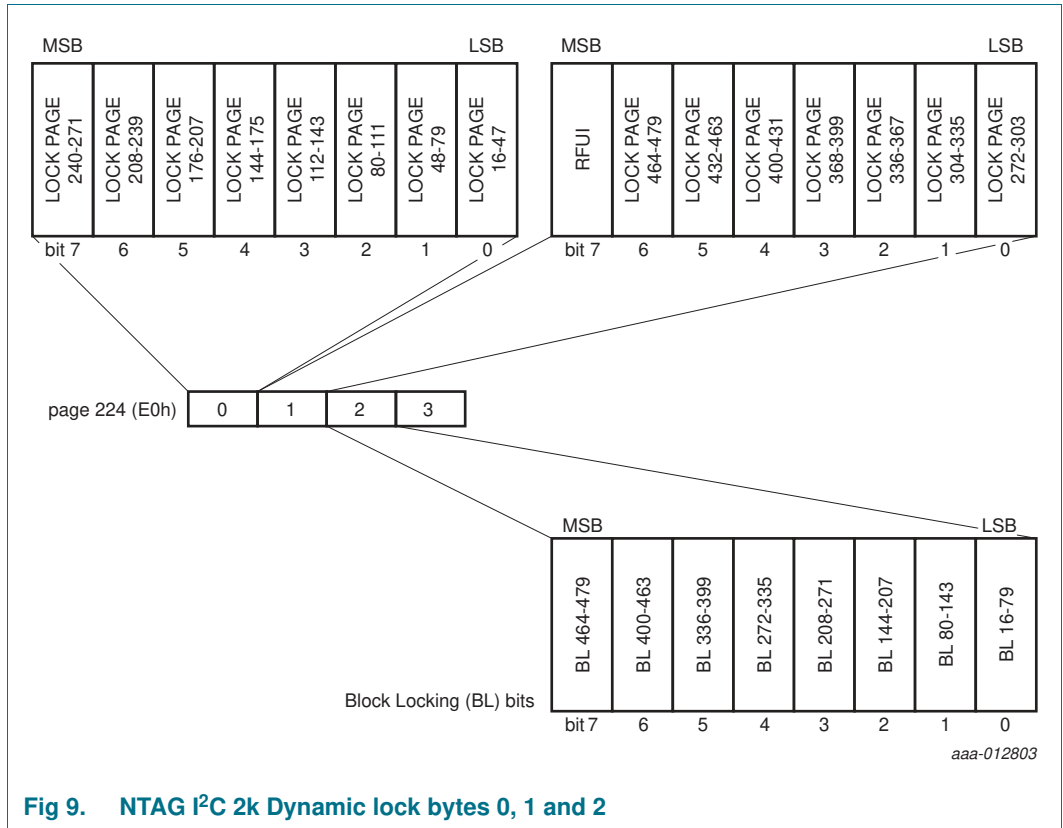 MSB LSB
LOCK PAGE 240-271
LOCK PAGE 208-239
LOCK PAGE 176-207
LOCK PAGE 144-175
LOCK PAGE 112-143
LOCK PAGE 80-111
LOCK PAGE 48-79
LOCK PAGE 16-47
bit 7 6 5 4 3 2 1 0
MSB LSB
RFUI
LOCK PAGE 464-479
LOCK PAGE 432-463
LOCK PAGE 400-431
LOCK PAGE 368-399
LOCK PAGE 336-367
LOCK PAGE 304-335
LOCK PAGE 272-303
bit 7 6 5 4 3 2 1 0
page 224 (E0h) 0 1 2 3
MSB LSB
BL 464-479
BL 400-463
BL 336-399
BL 272-335
BL 208-271
BL 144-207
BL 80-143
BL 16-79
Block Locking (BL) bits
bit 7 6 5 4 3 2 1 0
aaa-012803
Fig 9. NTAG I²C 2k Dynamic lock bytes 0, 1 and 2